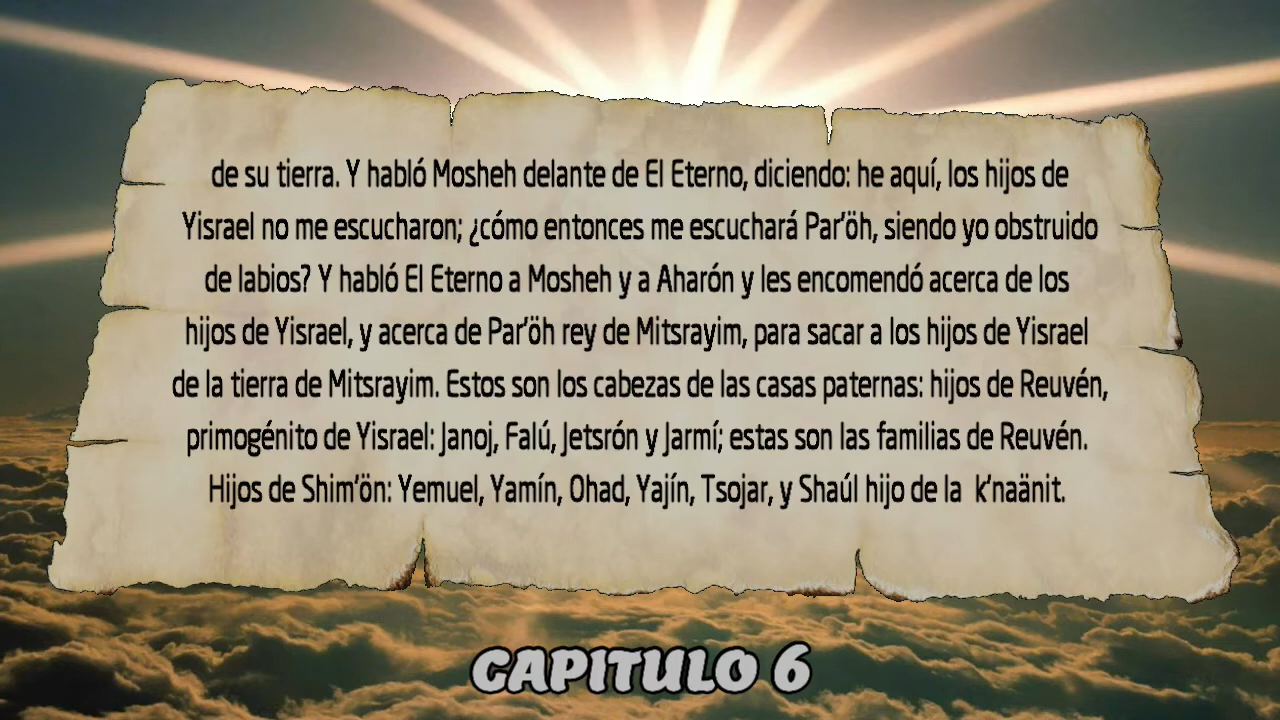 de su tierra. Y habló Mosheh delante de El Eterno, diciendo: he aquí, los hijos de
Yisrael no me escucharon; ¿cómo entonces me escuchará Par’öh, siendo yo obstruido
de labios? Y habló El Eterno a Mosheh y a Aharón y les encomendó acerca de los
hijos de Yisrael, y acerca de Par’öh rey de Mitsrayim, para sacar a los hijos de Yisrael
de la tierra de Mitsrayim. Estos son los cabezas de las casas paternas: hijos de Reuvén,
primogénito de Yisrael: Janoj, Falú, Jetsrón y Jarmí; estas son las familias de Reuvén.
Hijos de Shim’ön: Yemuel, Yamín, Ohad, Yajín, Tsojar, y Shaúl hijo de la k’naänit.
CAPITULO 6